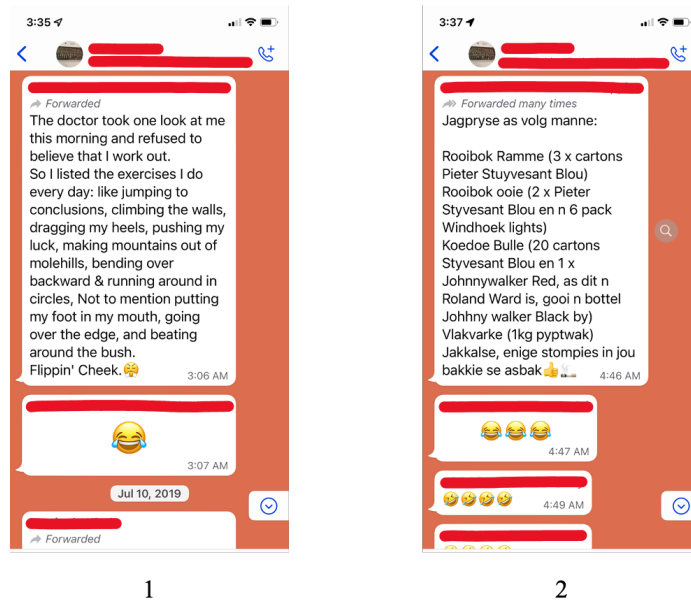 3:35
Forwarded
The doctor took one look at me
this morning and refused to
believe that I work out.
So I listed the exercises I do
every day: like jumping to
conclusions, climbing the walls,
dragging my heels, pushing my
luck, making mountains out of
molehills, bending over
backward & running around in
circles, Not to mention putting
my foot in my mouth, going
over the edge, and beating
around the bush.
Flippin' Cheek.😤
3:06 AM
😂
3:07 AM
Jul 10, 2019
Forwarded
1
3:37
Forwarded many times
Jagpryse as volg manne:
Rooibok Ramme (3 x cartons
Pieter Stuyvesant Blou)
Rooibok ooie (2 x Pieter
Styvesant Blou en n 6 pack
Windhoek lights)
Koedoe Bulle (20 cartons
Styvesant Blou en 1 x
Johnnywalker Red, as dit n
Roland Ward is, gooi n bottel
Johhny walker Black by)
Vlakvarke (1kg pyptwak)
Jakkalse, enige stompies in jou
bakkie se asbak👍🚬
4:46 AM
😂😂😂
4:47 AM
🤣🤣🤣🤣
4:49 AM
2